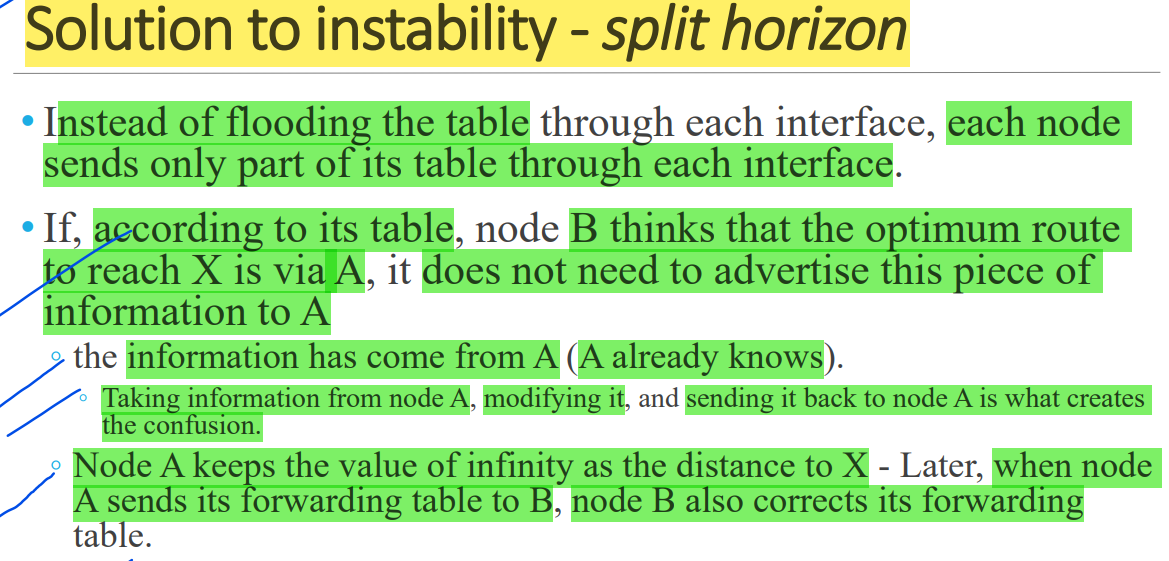 Solution to instability - split horizon
• Instead of flooding the table through each interface, each node
sends only part of its table through each interface.
• If, according to its table, node B thinks that the optimum route
to reach X is via A, it does not need to advertise this piece of
information to A
◦ the information has come from A (A already knows).
◦ Taking information from node A, modifying it, and sending it back to node A is what creates
the confusion.
◦ Node A keeps the value of infinity as the distance to X - Later, when node
A sends its forwarding table to B, node B also corrects its forwarding
table.